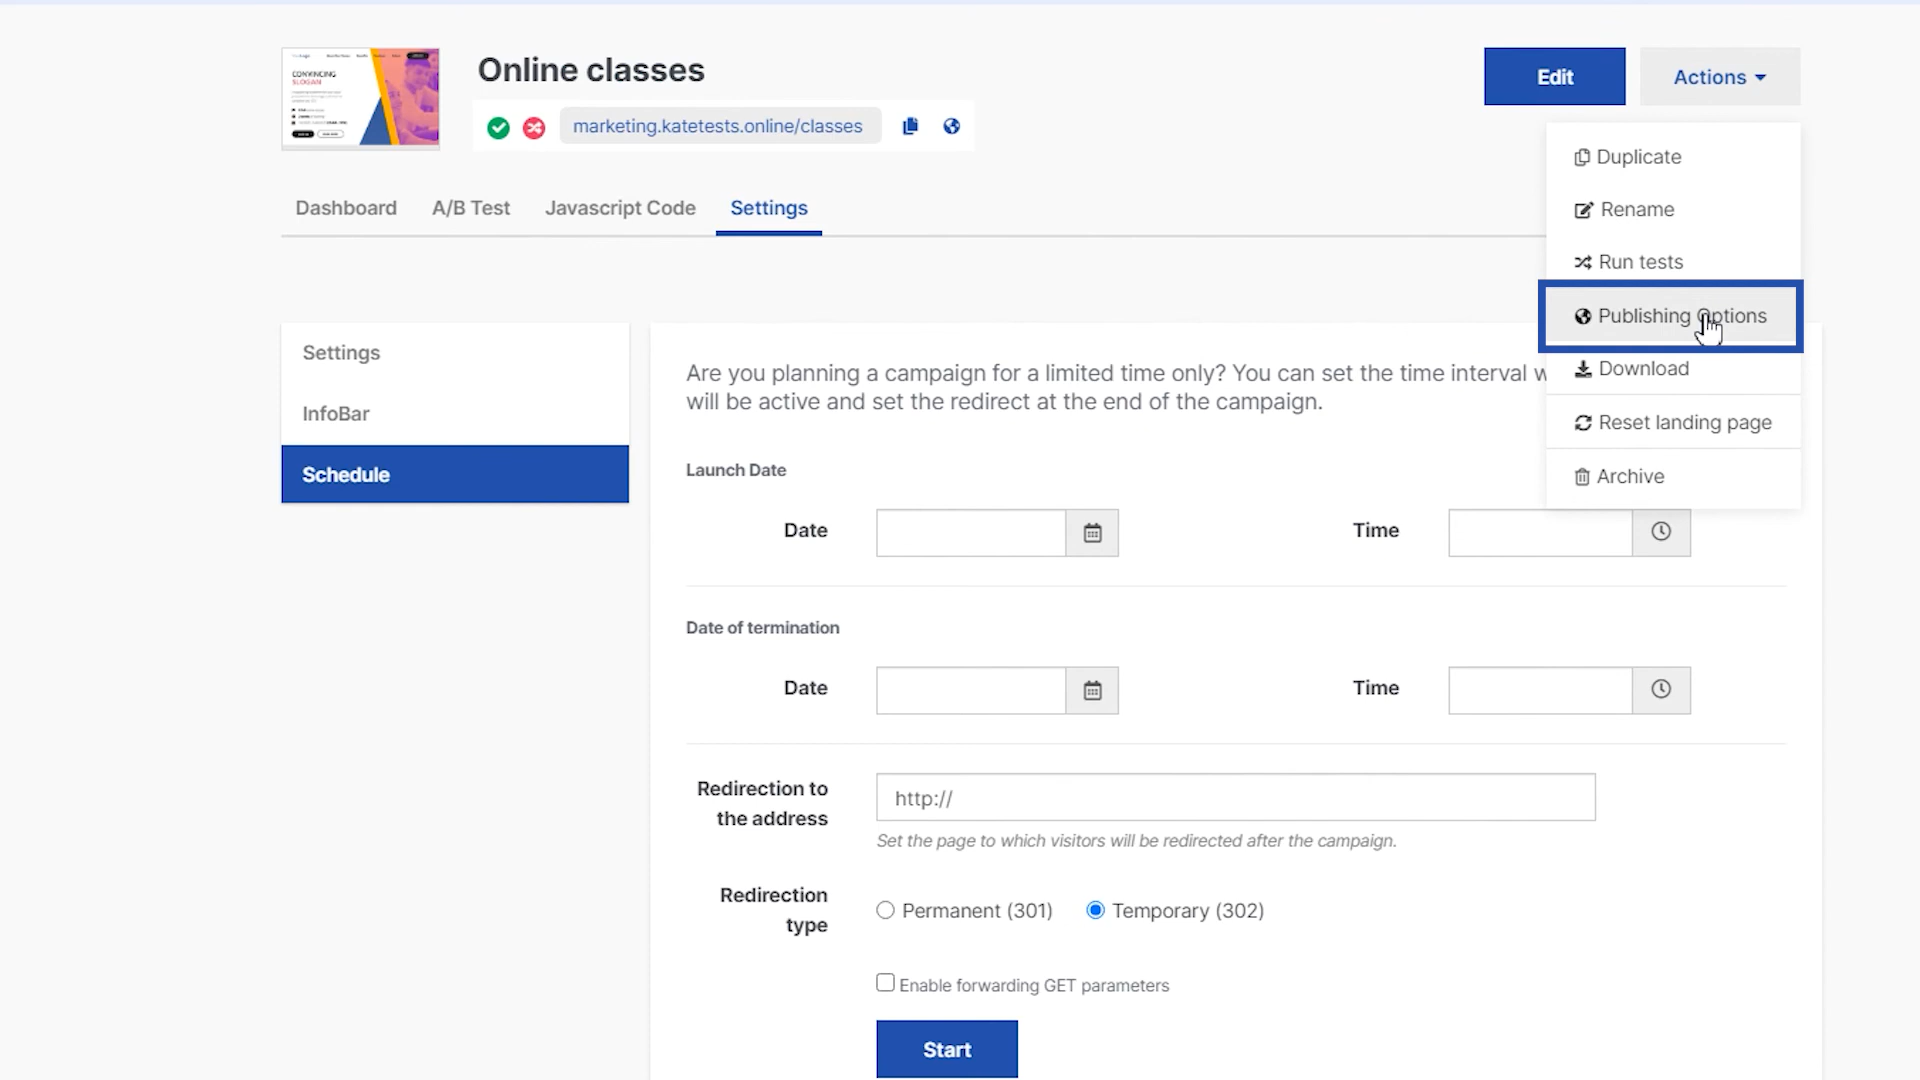 CONVINCING
SLOGAN
Online classes
Edit
Actions
marketing.katetests.online/classes
Duplicate
Rename
Run tests
Publishing Options
Download
Reset landing page
Archive
Dashboard
A/B Test
Javascript Code
Settings
Settings
InfoBar
Schedule
Are you planning a campaign for a limited time only? You can set the time interval w
will be active and set the redirect at the end of the campaign.
Launch Date
Date
Time
Date of termination
Date
Time
Redirection to
the address
http://
Set the page to which visitors will be redirected after the campaign.
Redirection
type
Permanent (301)
Temporary (302)
Enable forwarding GET parameters
Start